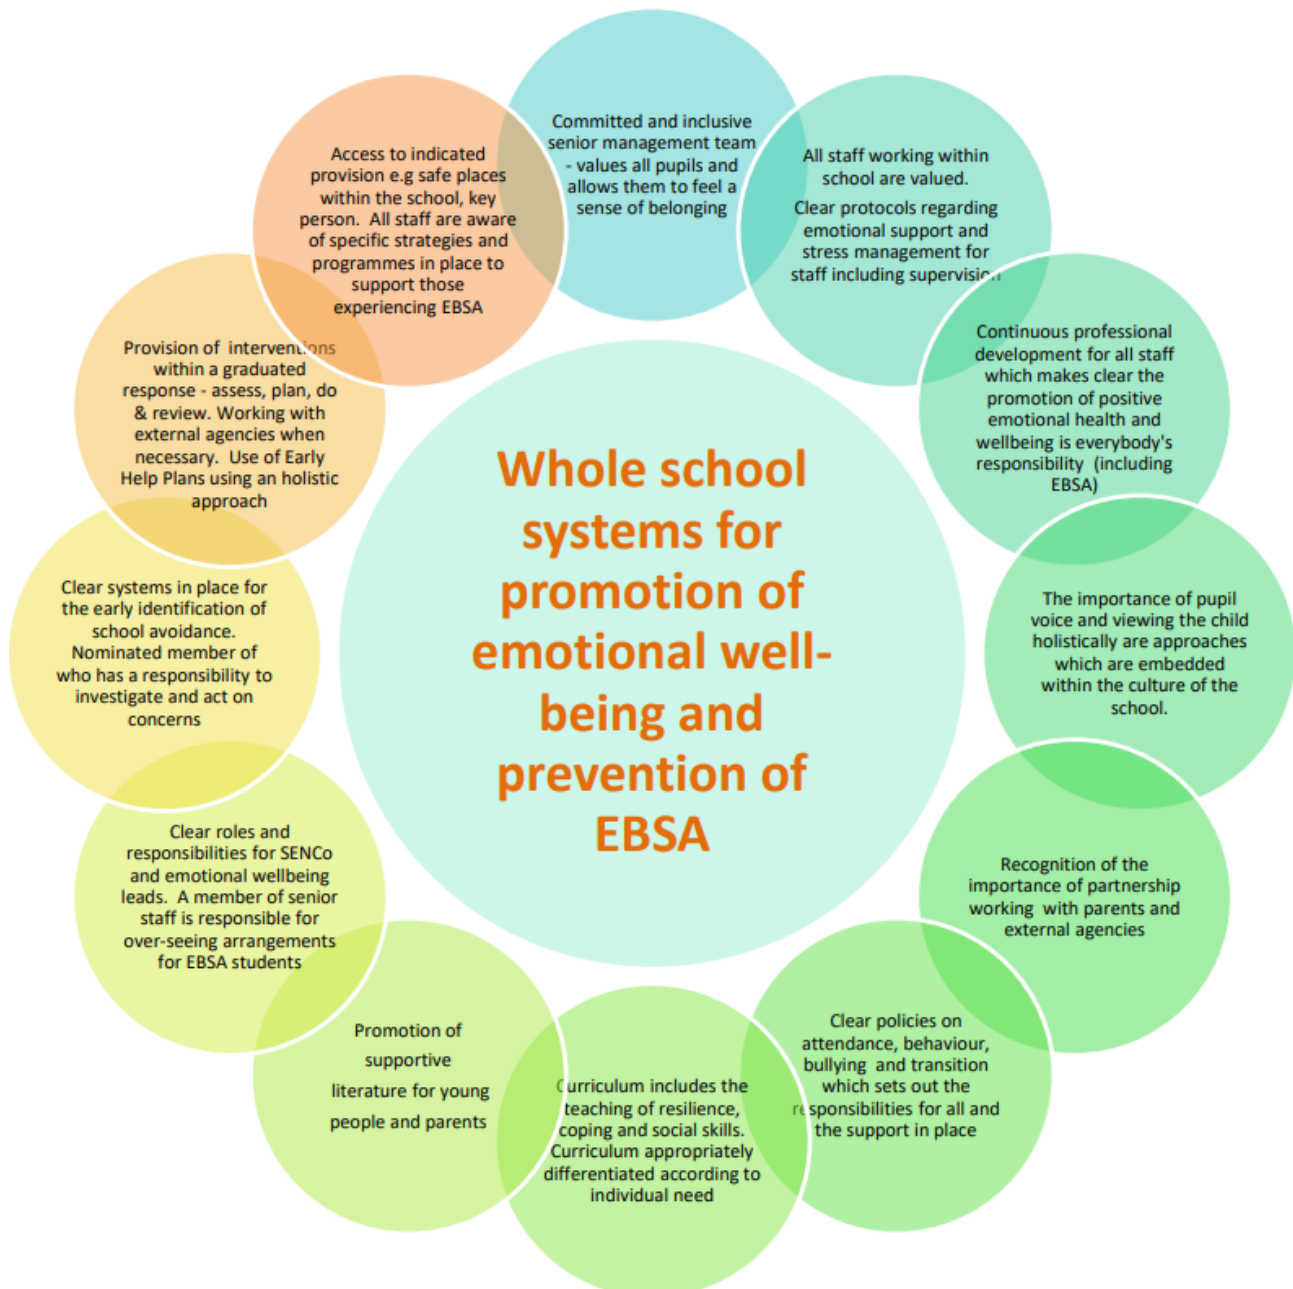 Committed and inclusive
senior management team
- values all pupils and
allows them to feel a
sense of belonging
All staff working within
school are valued.
Clear protocols regarding
emotional support and
stress management for
staff including supervision
Continuous professional
development for all staff
which makes clear the
promotion of positive
emotional health and
wellbeing is everybody's
responsibility (including
EBSA)
The importance of pupil
voice and viewing the child
holistically are approaches
which are embedded
within the culture of the
school.
Recognition of the
importance of partnership
working with parents and
external agencies
Clear policies on
attendance, behaviour,
bullying and transition
which sets out the
responsibilities for all and
the support in place
Curriculum includes the
teaching of resilience,
coping and social skills.
Curriculum appropriately
differentiated according to
individual need
Promotion of
supportive
literature for young
people and parents
Clear roles and
responsibilities for SENCo
and emotional wellbeing
leads. A member of senior
staff is responsible for
over-seeing arrangements
for EBSA students
Clear systems in place for
the early identification of
school avoidance.
Nominated member of
who has a responsibility to
investigate and act on
concerns
Provision of interventions
within a graduated
response - assess, plan, do
& review. Working with
external agencies when
necessary. Use of Early
Help Plans using an holistic
approach
Access to indicated
provision e.g safe places
within the school, key
person. All staff are aware
of specific strategies and
programmes in place to
support those
experiencing EBSA
Whole school
systems for
promotion of
emotional well-
being and
prevention of
EBSA